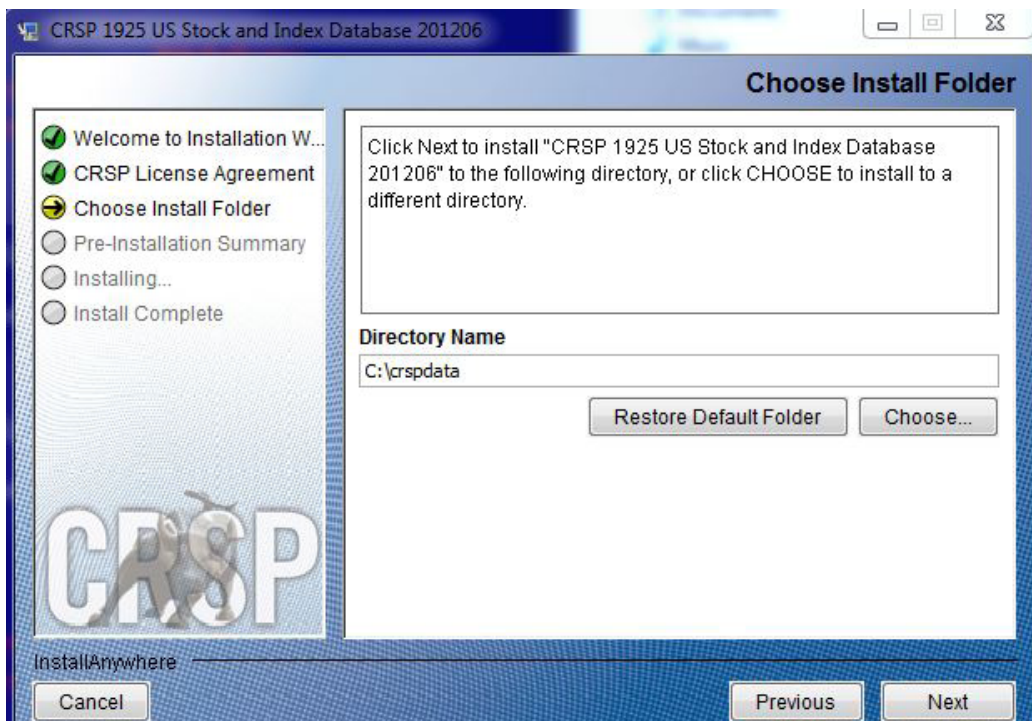 CRSP 1925 US Stock and Index Database 201206
Choose Install Folder
Welcome to Installation W...
CRSP License Agreement
Choose Install Folder
Pre-Installation Summary
Installing...
Install Complete
CRSP
Click Next to install "CRSP 1925 US Stock and Index Database
201206" to the following directory, or click CHOOSE to install to a
different directory.
Directory Name
C:\crspdata
Restore Default Folder
Choose...
InstallAnywhere
Cancel
Previous
Next